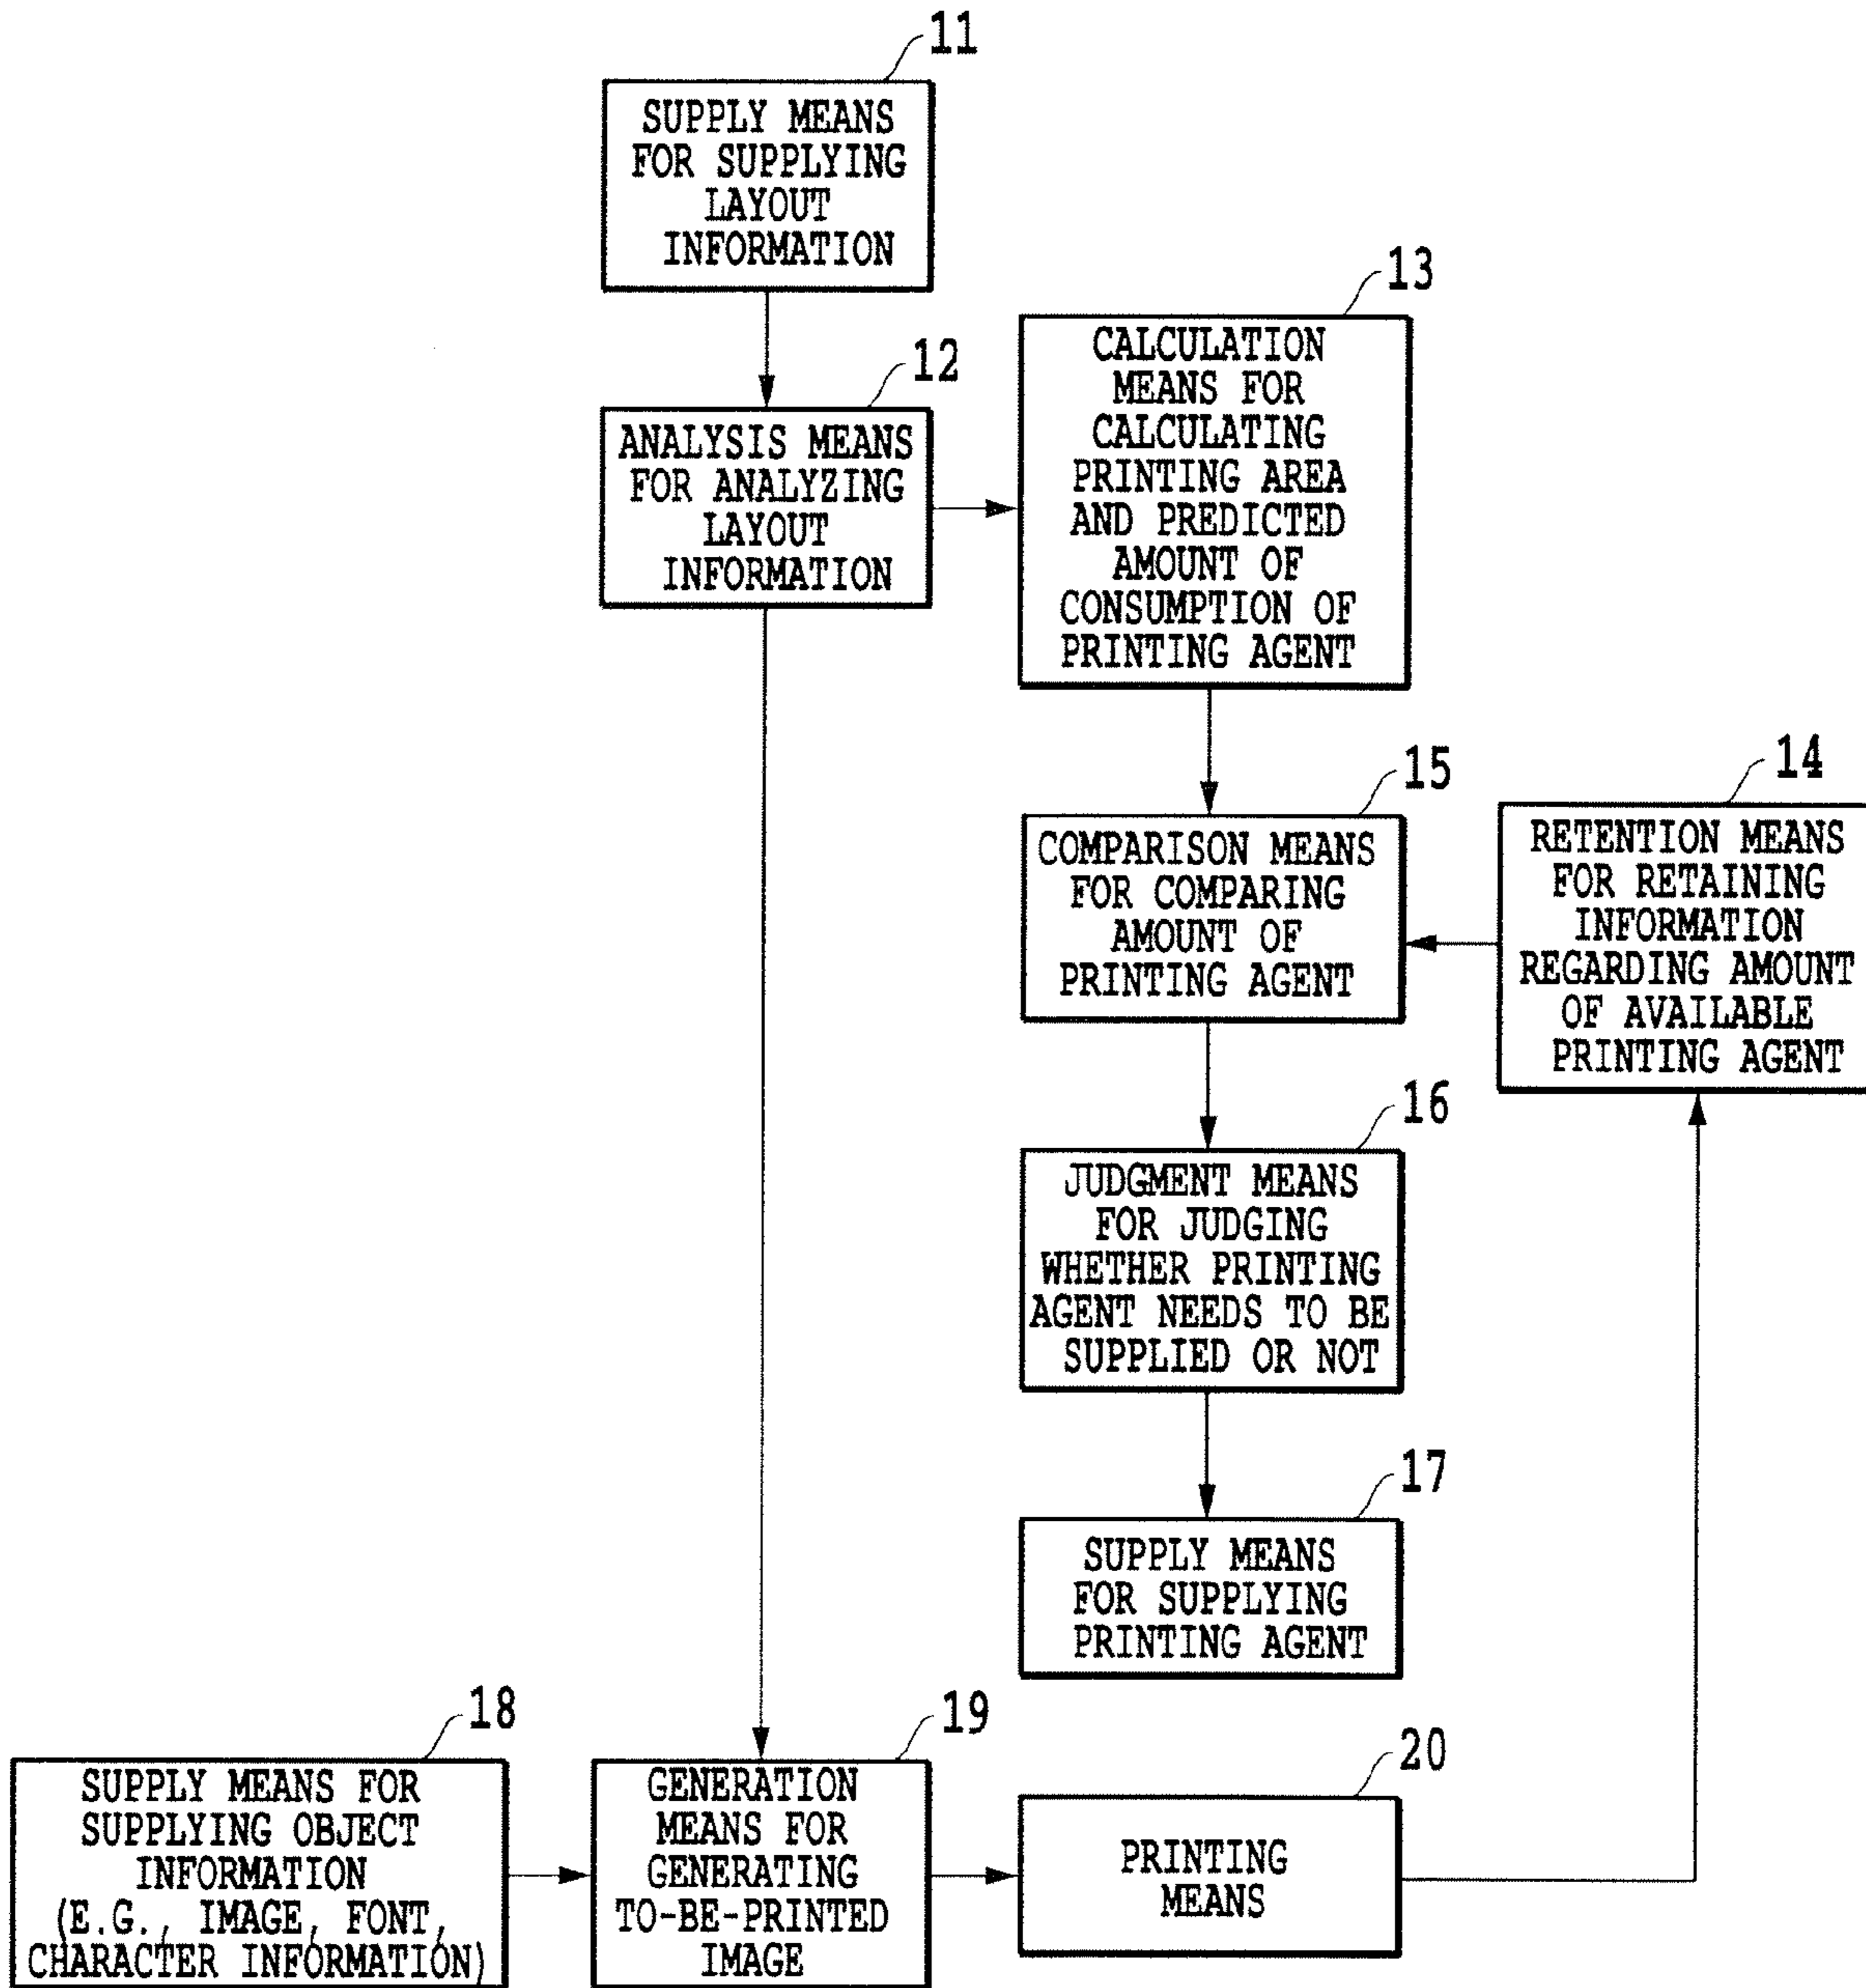 11
SUPPLY MEANS
FOR SUPPLYING
LAYOUT
INFORMATION
12
ANALYSIS MEANS
FOR ANALYZING
LAYOUT
INFORMATION
13
CALCULATION
MEANS FOR
CALCULATING
PRINTING AREA
AND PREDICTED
AMOUNT OF
CONSUMPTION OF
PRINTING AGENT
15
COMPARISON MEANS
FOR COMPARING
AMOUNT OF
PRINTING AGENT
14
RETENTION MEANS
FOR RETAINING
INFORMATION
REGARDING AMOUNT
OF AVAILABLE
PRINTING AGENT
16
JUDGMENT MEANS
FOR JUDGING
WHETHER PRINTING
AGENT NEEDS TO BE
SUPPLIED OR NOT
17
SUPPLY MEANS
FOR SUPPLYING
PRINTING AGENT
18
SUPPLY MEANS FOR
SUPPLYING OBJECT
INFORMATION
(E.G., IMAGE, FONT,
CHARACTER INFORMATION)
19
GENERATION
MEANS FOR
GENERATING
TO-BE-PRINTED
IMAGE
20
PRINTING
MEANS